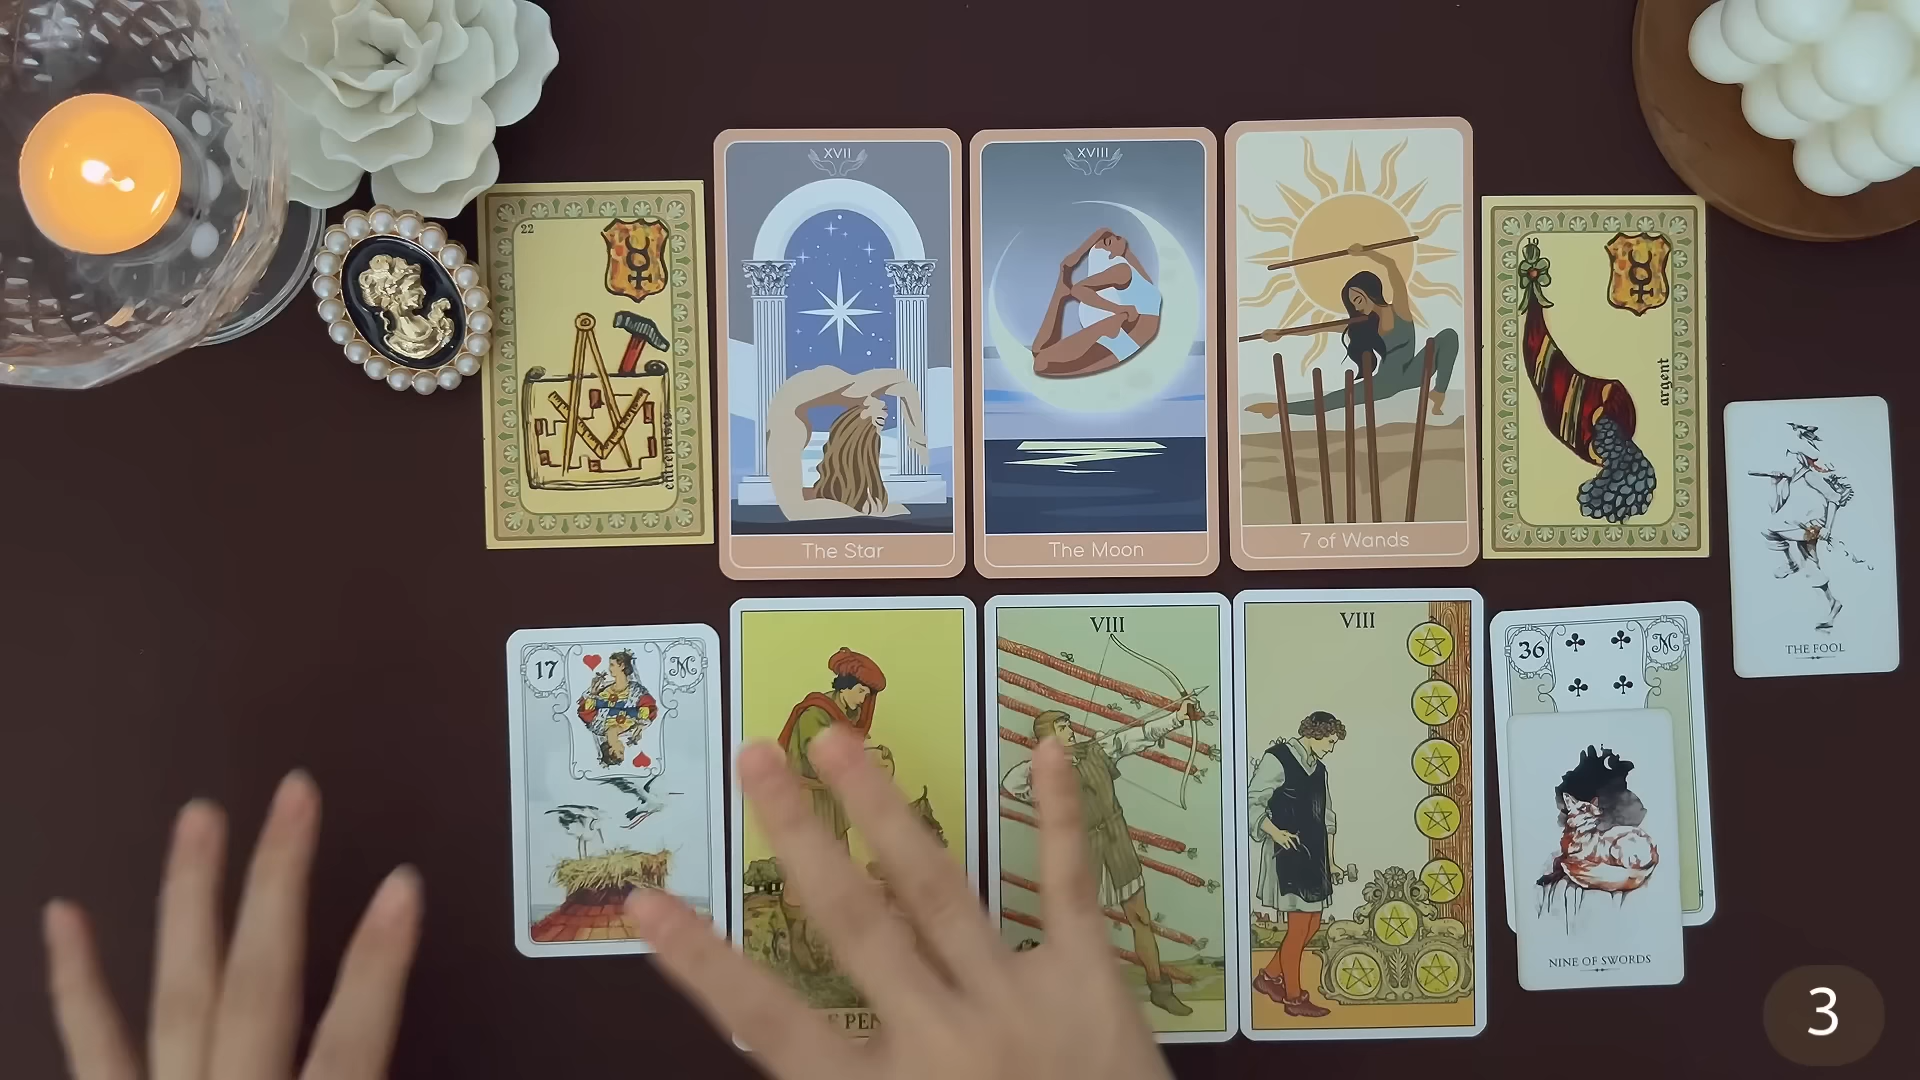 22
entreprises
XVII
The Star
XVIII
The Moon
7 of Wands
10
argent
THE FOOL
17
M
VIII
VIII
36
M
NINE OF SWORDS
3